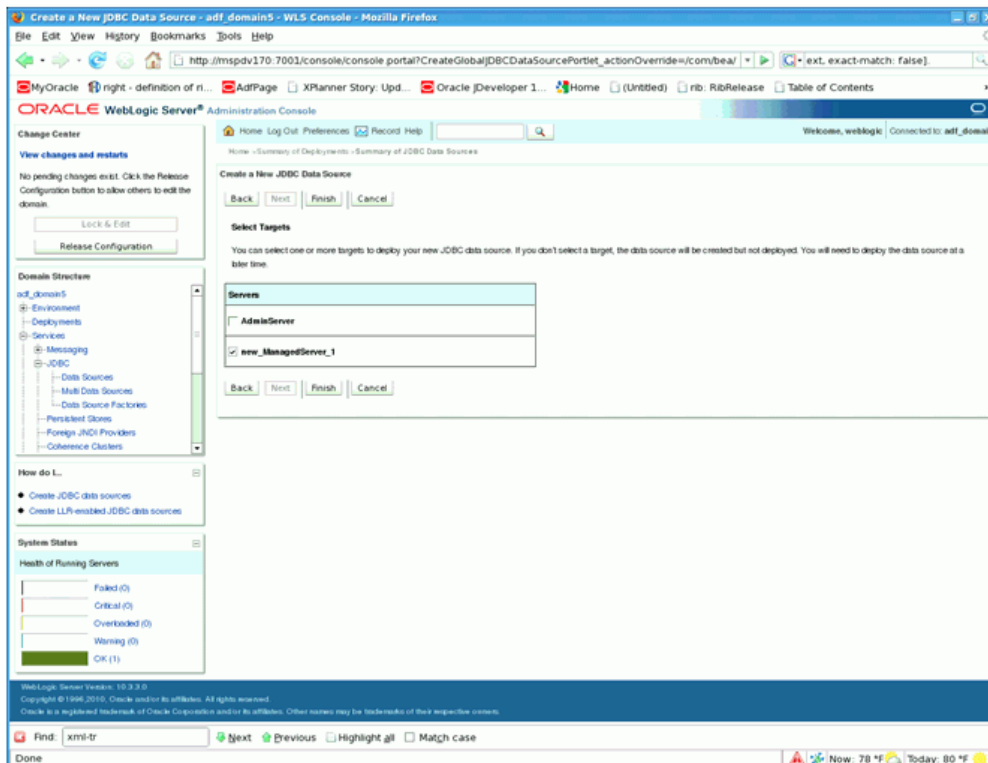 Create a New JDBC Data Source - adf_domain5 - WLS Console - Mozilla Firefox
File Edit View History Bookmarks Tools Help
http://mspdv170:7001/console/console.portal?CreateGlobalJDBCDataSourcePortlet_actionOverride=/com/bea/
ext, exact-match: false].
MyOracle right - definition of ri... AdfPage XPlanner Story: Upd... Oracle JDeveloper 1... Home (Untitled) rib: RibRelease Table of Contents
ORACLE WebLogic Server® Administration Console
Change Center
View changes and restarts
No pending changes exist. Click the Release
Configuration button to allow others to edit the
domain.
Lock & Edit
Release Configuration
Domain Structure
adf_domain5
Environment
Deployments
Services
Messaging
JDBC
Data Sources
Multi Data Sources
Data Source Factories
Persistent Stores
Foreign JNDI Providers
Coherence Clusters
How do I...
Create JDBC data sources
Create LLR-enabled JDBC data sources
System Status
Health of Running Servers
Failed (0)
Critical (0)
Overloaded (0)
Warning (0)
OK (1)
Home Log Out Preferences Record Help
Welcome, weblogic Connected to: adf_domai
Home >Summary of Deployments >Summary of JDBC Data Sources
Create a New JDBC Data Source
Back Next Finish Cancel
Select Targets
You can select one or more targets to deploy your new JDBC data source. If you don't select a target, the data source will be created but not deployed. You will need to deploy the data source at a
later time.
Servers
AdminServer
new_ManagedServer_1
Back Next Finish Cancel
WebLogic Server Version: 10.3.3.0
Copyright © 1996,2010, Oracle and/or its affiliates. All rights reserved.
Oracle is a registered trademark of Oracle Corporation and/or its affiliates. Other names may be trademarks of their respective owners.
Find: xml-tr Next Previous Highlight all Match case
Done
Now: 78 °F Today: 80 °F